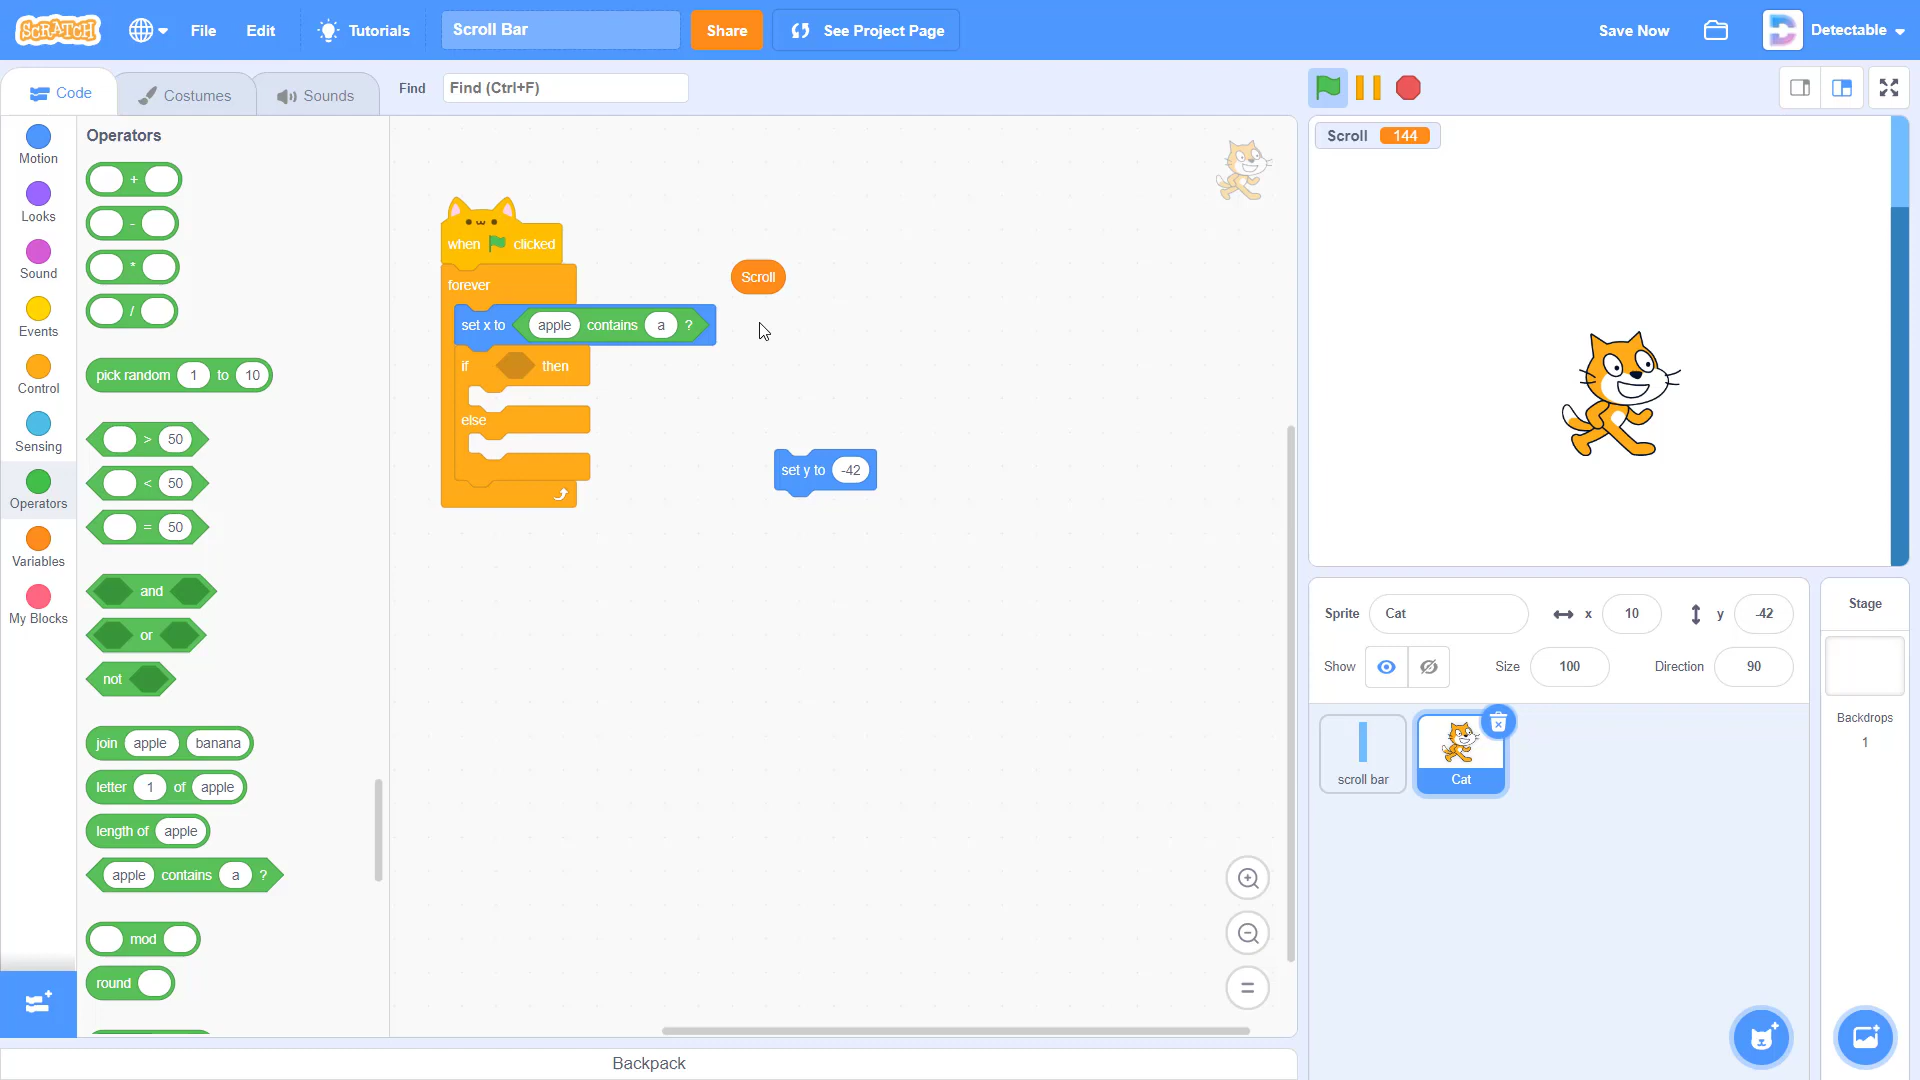 SCRATCH File Edit Tutorials Scroll Bar Share See Project Page Save Now Detectable
Code Costumes Sounds Find Find (Ctrl+F)
Motion
Looks
Sound
Events
Control
Sensing
Operators
Variables
My Blocks
Operators
+
-
*
/
pick random 1 to 10
> 50
< 50
= 50
and
or
not
join apple banana
letter 1 of apple
length of apple
apple contains a ?
mod
round
when clicked
forever
set x to apple contains a ?
if then
else
Scroll
set y to -42
=
Backpack
Scroll 144
Sprite Cat x 10 y -42
Show Size 100 Direction 90
scroll bar
Cat
Stage
Backdrops
1